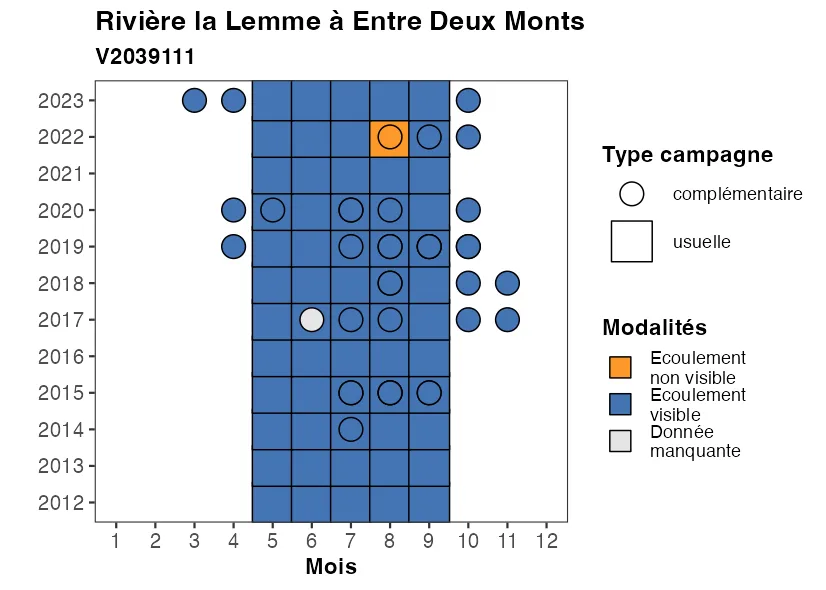 Rivière la Lemme à Entre Deux Monts
V2039111
2023
2022
2021
2020
2019
2018
2017
2016
2015
2014
2013
2012
1 2 3 4 5 6 7 8 9 10 11 12
Mois
Type campagne
complémentaire
usuelle
Modalités
Ecoulement
non visible
Ecoulement
visible
Donnée
manquante